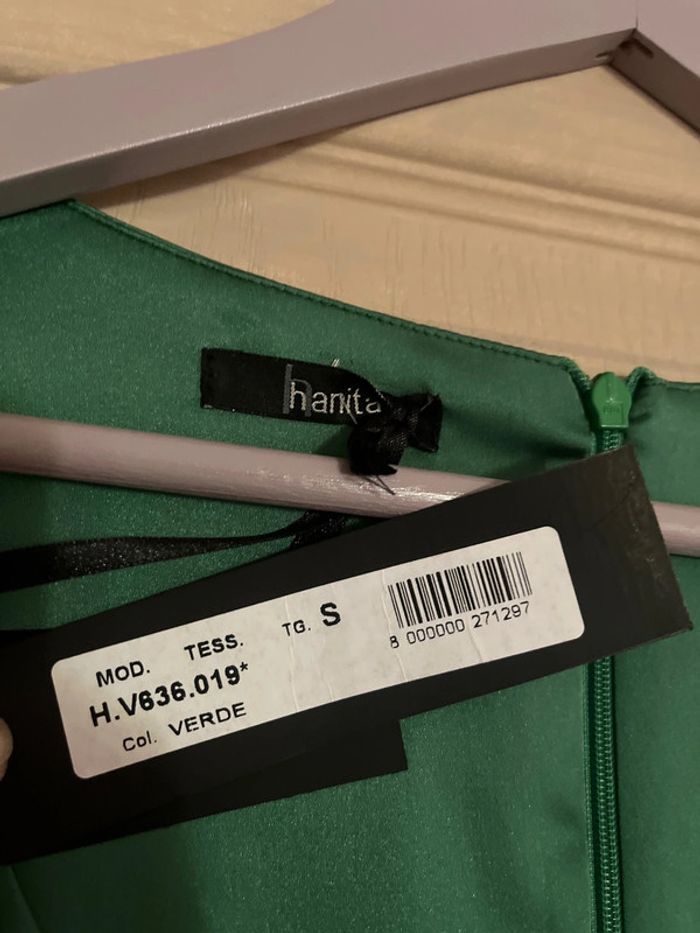 hanita
MOD. TESS. TG. S
H.V636.019*
Col. VERDE
8 000000 271297